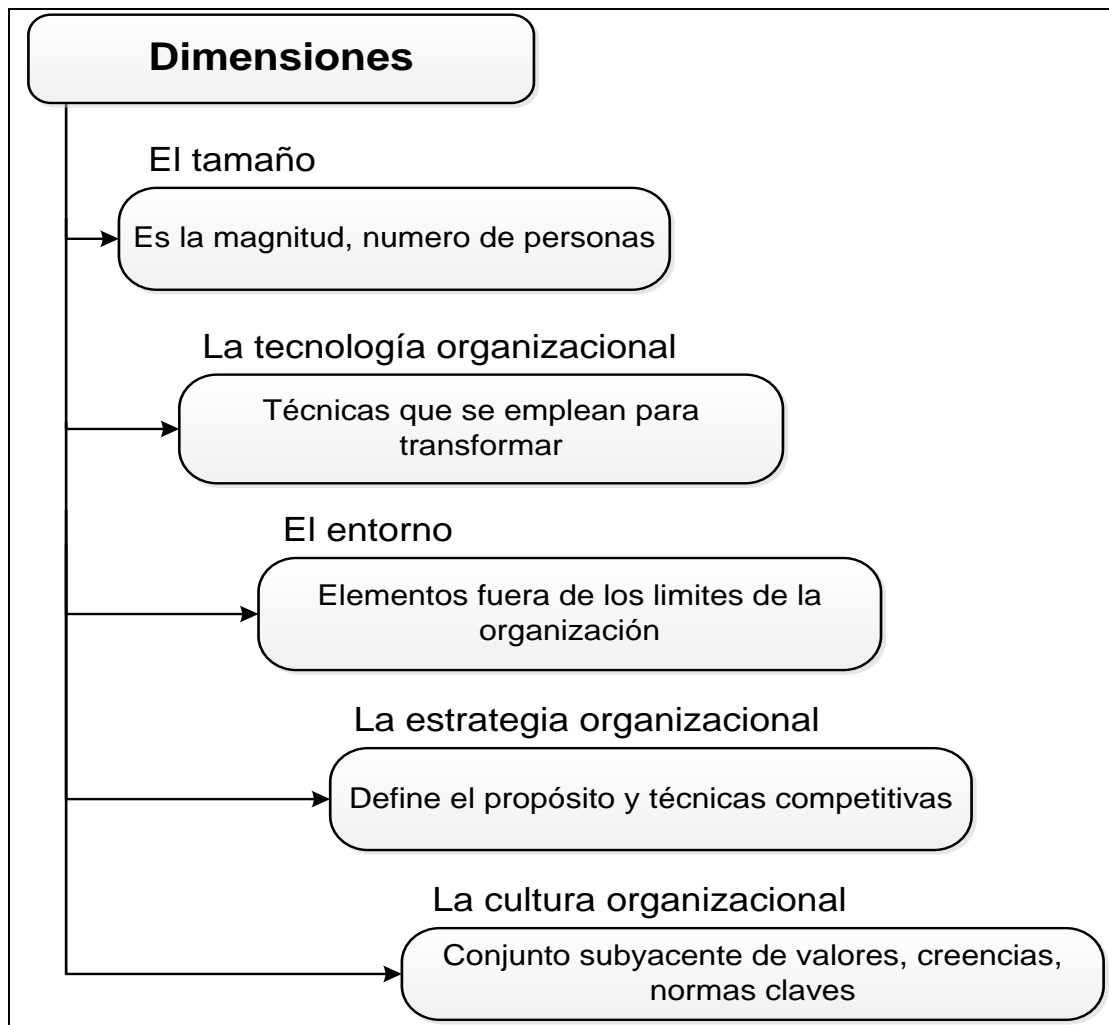 Dimensiones
El tamaño
Es la magnitud, numero de personas
La tecnología organizacional
Técnicas que se emplean para
transformar
El entorno
Elementos fuera de los limites de la
organización
La estrategia organizacional
Define el propósito y técnicas competitivas
La cultura organizacional
Conjunto subyacente de valores, creencias,
normas claves